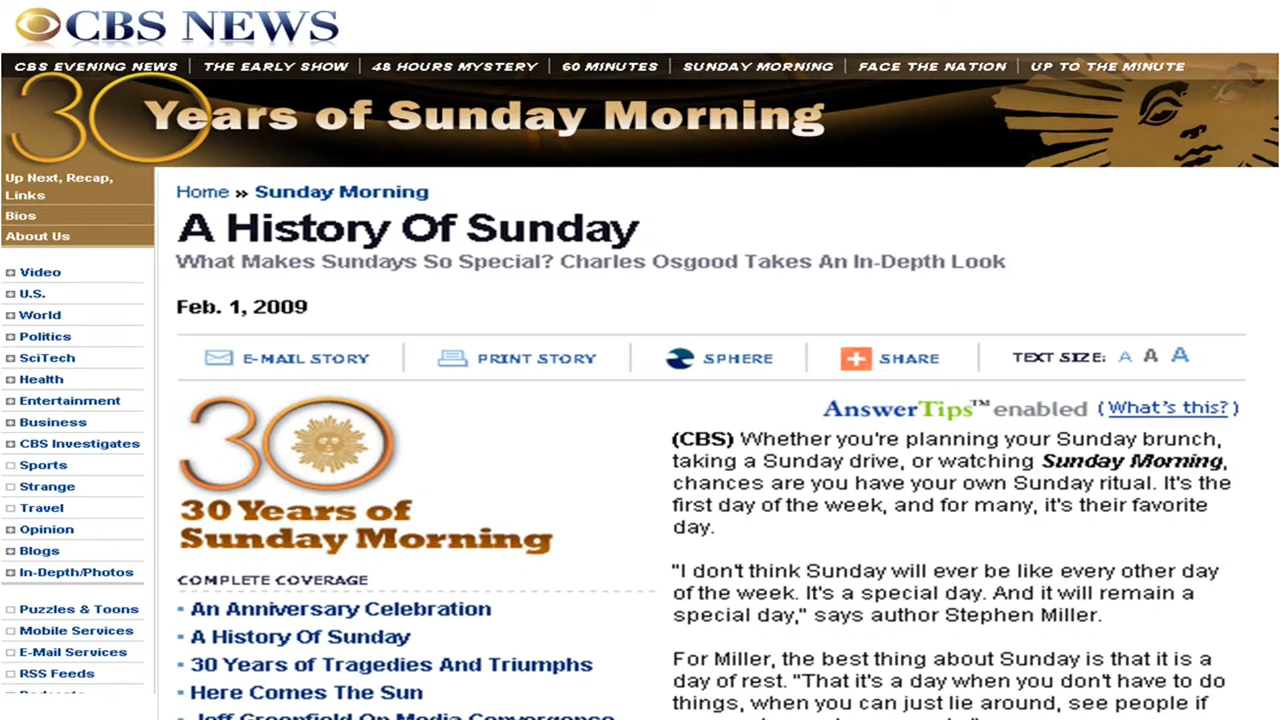 CBS NEWS
CBS EVENING NEWS | THE EARLY SHOW | 48 HOURS MYSTERY | 60 MINUTES | SUNDAY MORNING | FACE THE NATION | UP TO THE MINUTE
30 Years of Sunday Morning
Up Next, Recap,
Links
Bios
About Us
Video
U.S.
World
Politics
SciTech
Health
Entertainment
Business
CBS Investigates
Sports
Strange
Travel
Opinion
Blogs
In-Depth/Photos
Puzzles & Toons
Mobile Services
E-Mail Services
RSS Feeds
Podcasts
Home » Sunday Morning
A History Of Sunday
What Makes Sundays So Special? Charles Osgood Takes An In-Depth Look
Feb. 1, 2009
E-MAIL STORY | PRINT STORY | SPHERE | SHARE | TEXT SIZE: A A A
30
30 Years of
Sunday Morning
COMPLETE COVERAGE
An Anniversary Celebration
A History Of Sunday
30 Years of Tragedies And Triumphs
Here Comes The Sun
Jeff Greenfield On Media Convergence
AnswerTips™ enabled (What's this?)
(CBS) Whether you're planning your Sunday brunch,
taking a Sunday drive, or watching Sunday Morning,
chances are you have your own Sunday ritual. It's the
first day of the week, and for many, it's their favorite
day.
"I don't think Sunday will ever be like every other day
of the week. It's a special day. And it will remain a
special day," says author Stephen Miller.
For Miller, the best thing about Sunday is that it is a
day of rest. "That it's a day when you don't have to do
things, when you can just lie around, see people if